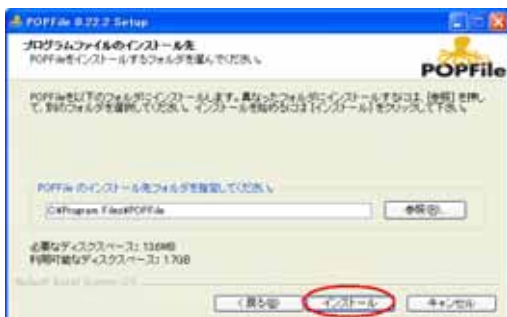 POPFile 0.22.2 Setup
プログラムファイルのインストール先
POPFileをインストールするフォルダを選んでください。
POPFile
POPFileを以下のフォルダにインストールします。異なったフォルダにインストールするには、[参照]を押し
て、別のフォルダを選択してください。インストールを始めるには[インストール]をクリックして下さい。
POPFile のインストール先フォルダを指定してください。
C:¥Program Files¥POPFile
参照(R)...
必要なディスクスペース: 13.6MB
利用可能なディスクスペース: 1.7GB
< 戻る(B)
インストール
キャンセル